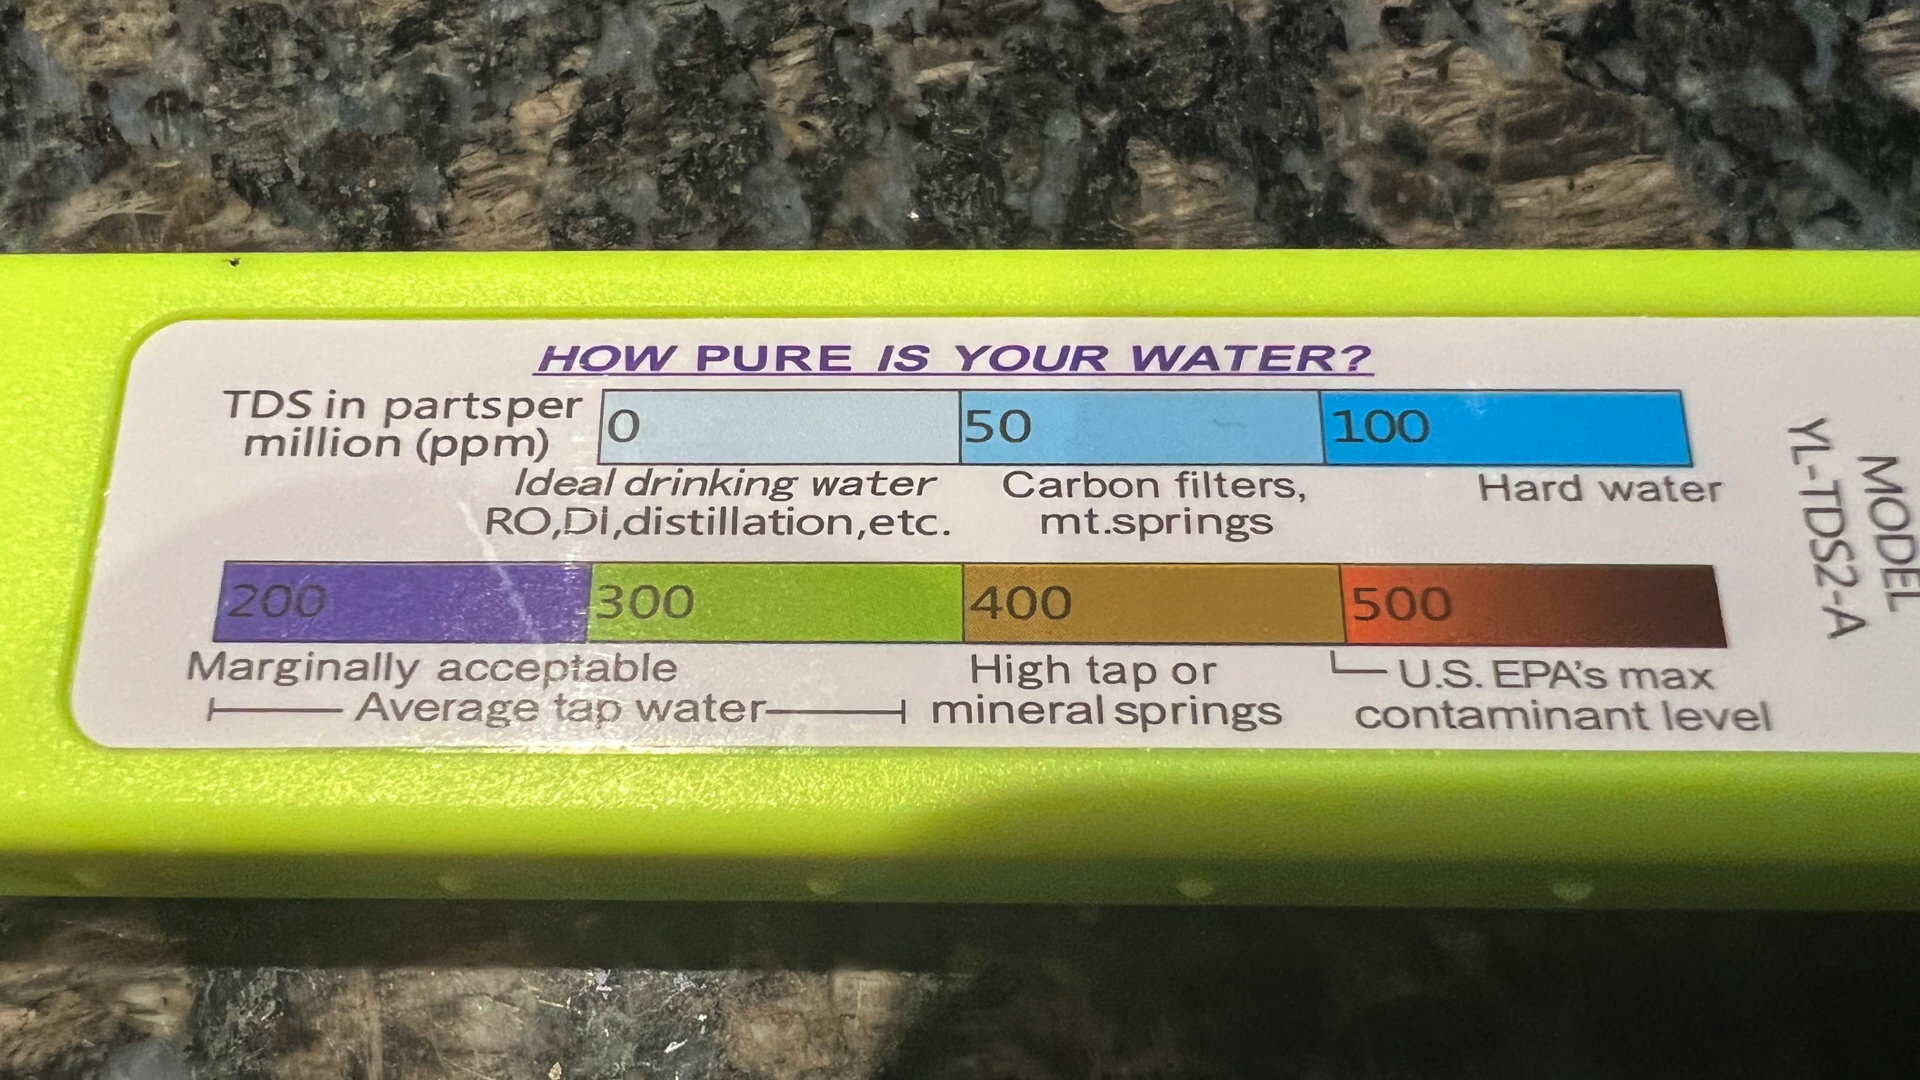 HOW PURE IS YOUR WATER?
TDS in partsper
million (ppm)
0 50 100
Ideal drinking water
RO,DI,distillation,etc.
Carbon filters,
mt.springs
Hard water
200 300 400 500
Marginally acceptable
Average tap water
High tap or
mineral springs
U.S. EPA's max
contaminant level
MODEL
YL-TDS2-A